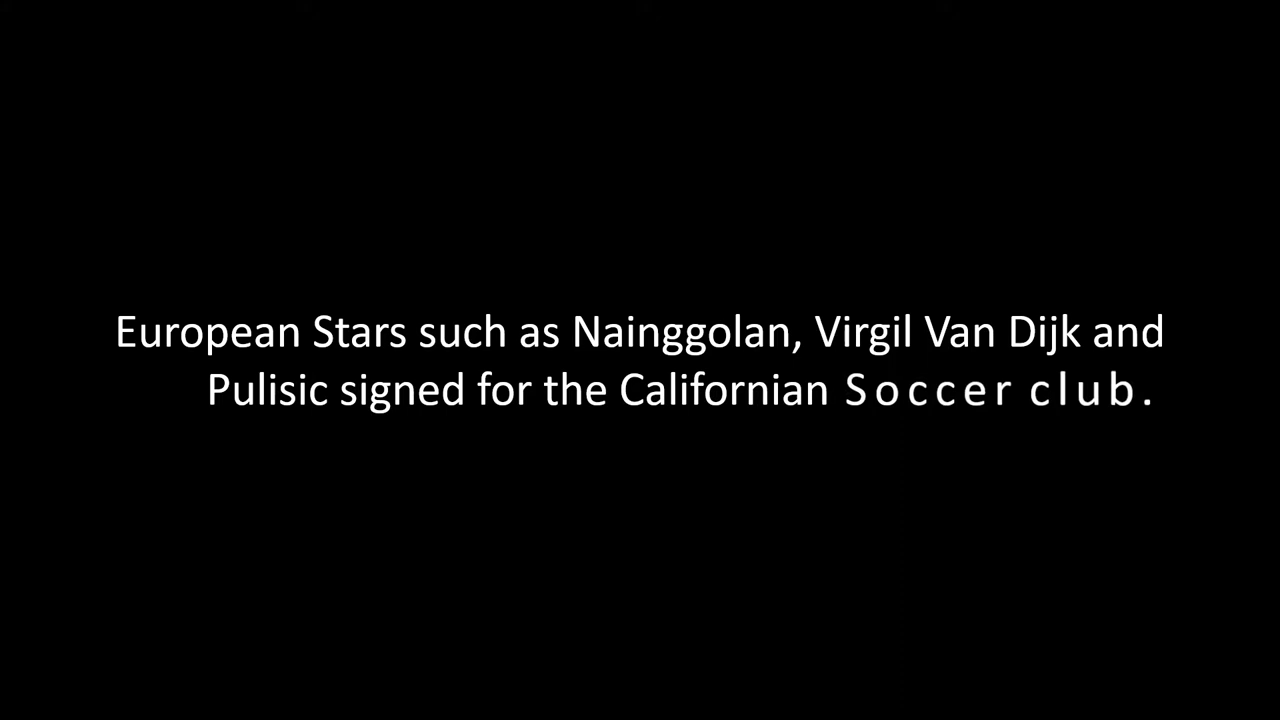 European Stars such as Nainggolan, Virgil Van Dijk and
Pulisic signed for the Californian Soccer club.